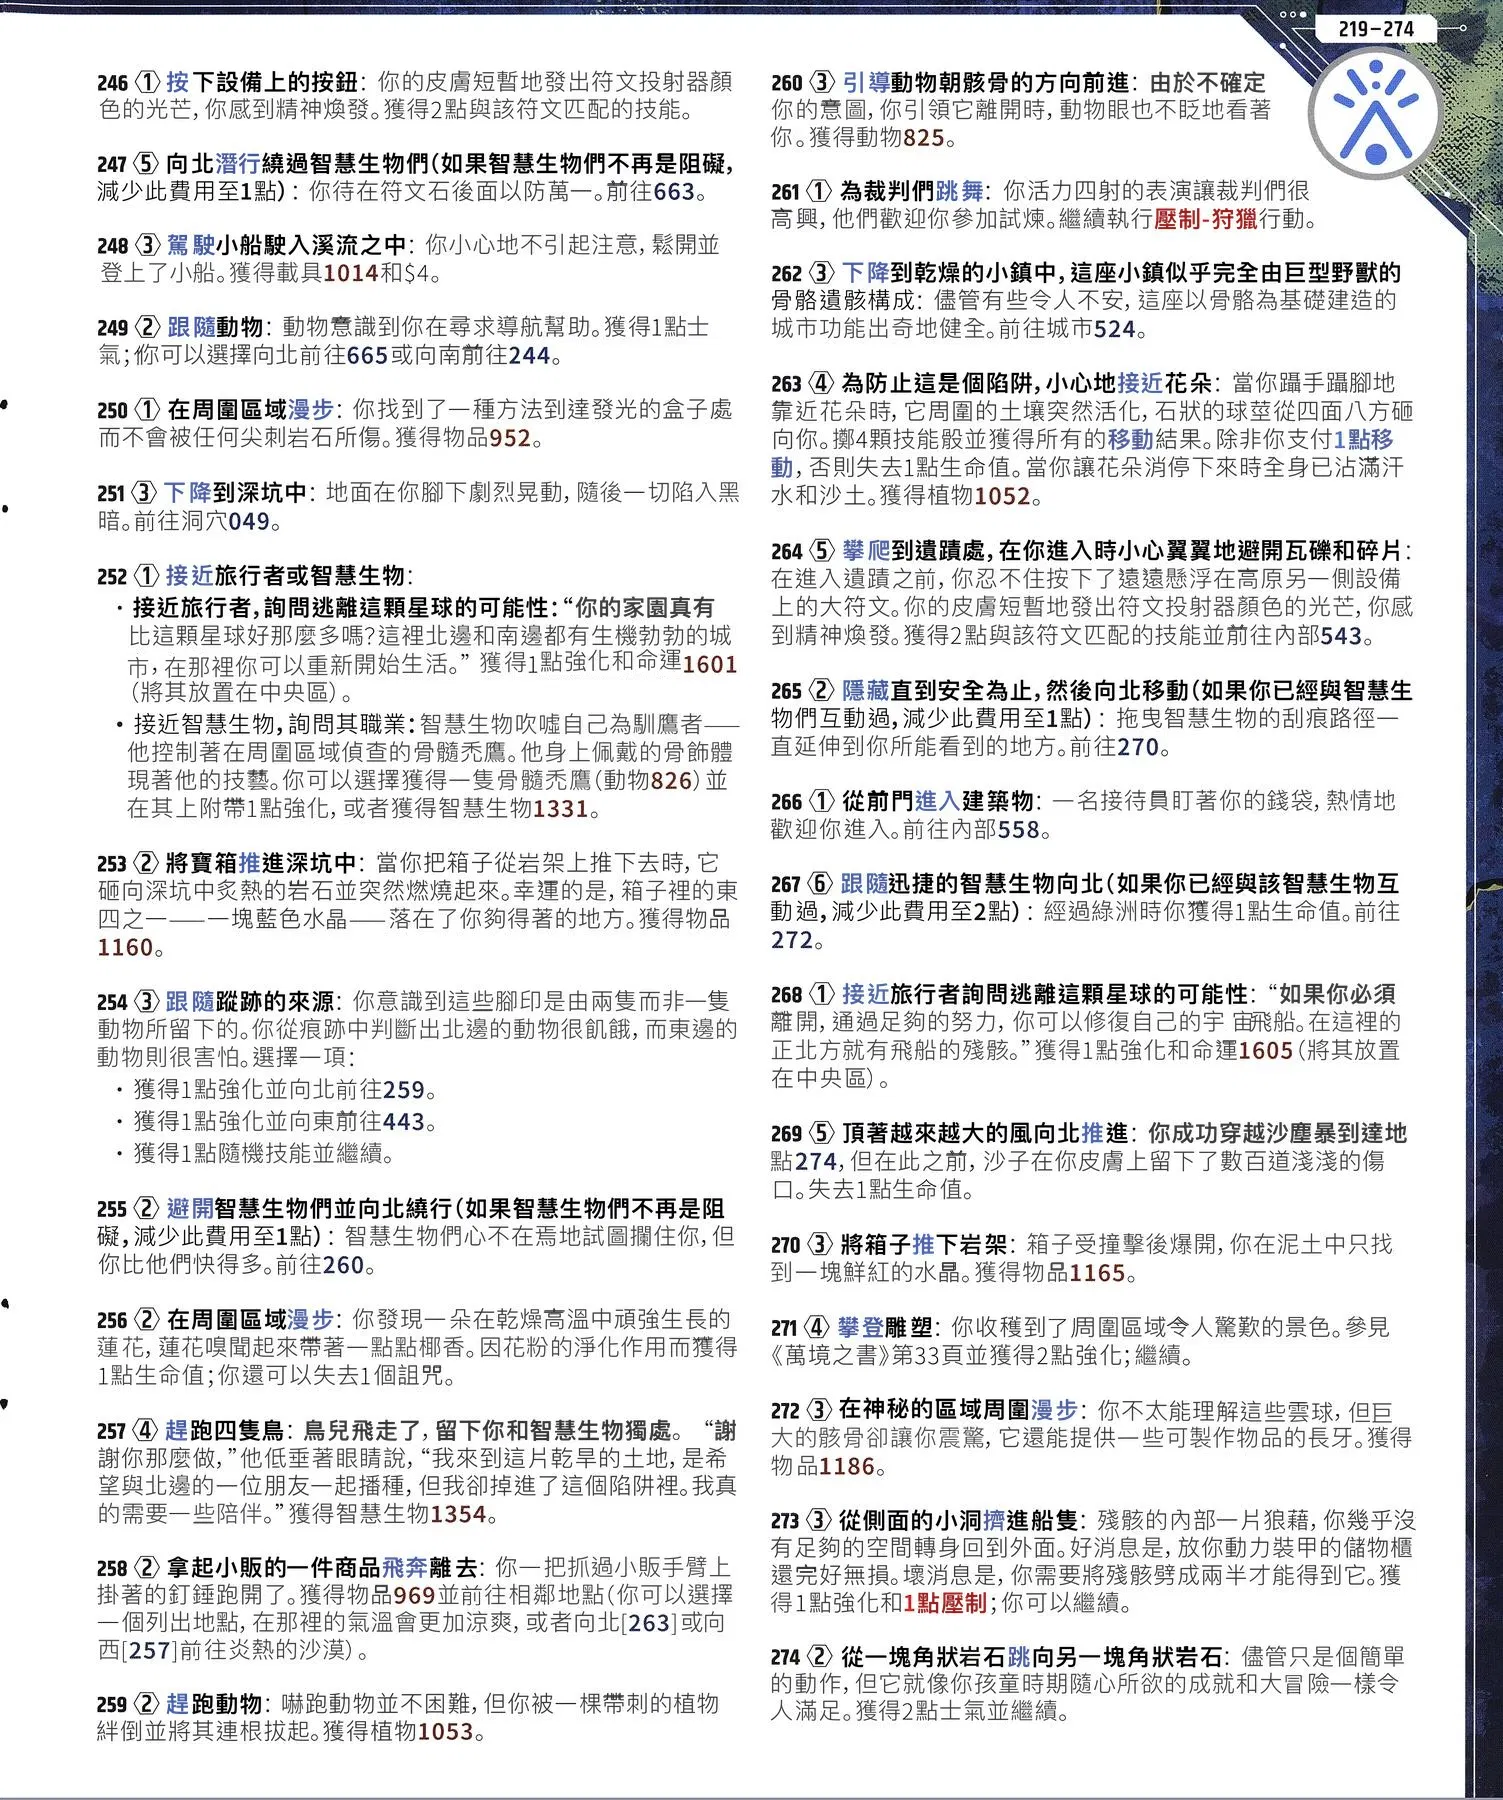 219–274
246 ① 按下設備上的按鈕：你的皮膚短暫地發出符文投射器顏
色的光芒，你感到精神煥發。獲得2點與該符文匹配的技能。
247 ⑤ 向北潛行繞過智慧生物們（如果智慧生物們不再是阻礙，
減少此費用至1點）：你待在符文石後面以防萬一。前往663。
248 ③ 駕駛小船駛入溪流之中：你小心地不引起注意，鬆開並
登上了小船。獲得載具1014和$4。
249 ② 跟隨動物：動物意識到你在尋求導航幫助。獲得1點士
氣；你可以選擇向北前往665或向南前往244。
250 ① 在周圍區域漫步：你找到了一種方法到達發光的盒子處
而不會被任何尖刺岩石所傷。獲得物品952。
251 ③ 下降到深坑中：地面在你腳下劇烈晃動，隨後一切陷入黑
暗。前往洞穴049。
252 ① 接近旅行者或智慧生物：
・接近旅行者，詢問逃離這顆星球的可能性：“你的家園真有
比這顆星球好那麼多嗎？這裡北邊和南邊都有生機勃勃的城
市，在那裡你可以重新開始生活。”獲得1點強化和命運1601
（將其放置在中央區）。
・接近智慧生物，詢問其職業：智慧生物吹噓自己為馴鷹者——
他控制著在周圍區域偵查的骨髓禿鷹。他身上佩戴的骨飾體
現著他的技藝。你可以選擇獲得一隻骨髓禿鷹（動物826）並
在其上附帶1點強化，或者獲得智慧生物1331。
253 ② 將寶箱推進深坑中：當你把箱子從岩架上推下去時，它
砸向深坑中炙熱的岩石並突然燃燒起來。幸運的是，箱子裡的東
四之一——一塊藍色水晶——落在了你夠得著的地方。獲得物品
1160。
254 ③ 跟隨蹤跡的來源：你意識到這些腳印是由兩隻而非一隻
動物所留下的。你從痕跡中判斷出北邊的動物很飢餓，而東邊的
動物則很害怕。選擇一項：
・獲得1點強化並向北前往259。
・獲得1點強化並向東前往443。
・獲得1點隨機技能並繼續。
255 ② 避開智慧生物們並向北繞行（如果智慧生物們不再是阻
礙，減少此費用至1點）：智慧生物們心不在焉地試圖攔住你，但
你比他們快得多。前往260。
256 ② 在周圍區域漫步：你發現一朵在乾燥高溫中頑強生長的
蓮花，蓮花嗅聞起來帶著一點點椰香。因花粉的淨化作用而獲得
1點生命值；你還可以失去1個詛咒。
257 ④ 趕跑四隻鳥：鳥兒飛走了，留下你和智慧生物獨處。“謝
謝你那麼做，”他低垂著眼睛說，“我來到這片乾旱的土地，是希
望與北邊的一位朋友一起播種，但我卻掉進了這個陷阱裡。我真
的需要一些陪伴。”獲得智慧生物1354。
258 ② 拿起小販的一件商品飛奔離去：你一把抓過小販手臂上
掛著的釘錘跑開了。獲得物品969並前往相鄰地點（你可以選擇
一個列出地點，在那裡的氣溫會更加涼爽，或者向北[263]或向
西[257]前往炎熱的沙漠）。
259 ② 趕跑動物：嚇跑動物並不困難，但你被一棵帶刺的植物
絆倒並將其連根拔起。獲得植物1053。
260 ③ 引導動物朝骸骨的方向前進：由於不確定
你的意圖，你引領它離開時，動物眼也不眨地看著
你。獲得動物825。
261 ① 為裁判們跳舞：你活力四射的表演讓裁判們很
高興，他們歡迎你參加試煉。繼續執行壓制-狩獵行動。
262 ③ 下降到乾燥的小鎮中，這座小鎮似乎完全由巨型野獸的
骨骼遺骸構成：儘管有些令人不安，這座以骨骼為基礎建造的
城市功能出奇地健全。前往城市524。
263 ④ 為防止這是個陷阱，小心地接近花朵：當你躡手躡腳地
靠近花朵時，它周圍的土壤突然活化，石狀的球莖從四面八方砸
向你。擲4顆技能骰並獲得所有的移動結果。除非你支付1點移
動，否則失去1點生命值。當你讓花朵消停下來時全身已沾滿汗
水和沙土。獲得植物1052。
264 ⑤ 攀爬到遺蹟處，在你進入時小心翼翼地避開瓦礫和碎片：
在進入遺蹟之前，你忍不住按下了遠遠懸浮在高原另一側設備
上的大符文。你的皮膚短暫地發出符文投射器顏色的光芒，你感
到精神煥發。獲得2點與該符文匹配的技能並前往內部543。
265 ② 隱藏直到安全為止，然後向北移動（如果你已經與智慧生
物們互動過，減少此費用至1點）：拖曳智慧生物的刮痕路徑一
直延伸到你所能看到的地方。前往270。
266 ① 從前門進入建築物：一名接待員盯著你的錢袋，熱情地
歡迎你進入。前往內部558。
267 ⑥ 跟隨迅捷的智慧生物向北（如果你已經與該智慧生物互
動過，減少此費用至2點）：經過綠洲時你獲得1點生命值。前往
272。
268 ① 接近旅行者詢問逃離這顆星球的可能性：“如果你必須
離開，通過足夠的努力，你可以修復自己的宇宙飛船。在這裡的
正北方就有飛船的殘骸。”獲得1點強化和命運1605（將其放置
在中央區）。
269 ⑤ 頂著越來越大的風向北推進：你成功穿越沙塵暴到達地
點274，但在此之前，沙子在你皮膚上留下了數百道淺淺的傷
口。失去1點生命值。
270 ③ 將箱子推下岩架：箱子受撞擊後爆開，你在泥土中只找
到一塊鮮紅的水晶。獲得物品1165。
271 ④ 攀登雕塑：你收穫到了周圍區域令人驚歎的景色。參見
《萬境之書》第33頁並獲得2點強化；繼續。
272 ③ 在神秘的區域周圍漫步：你不太能理解這些雲球，但巨
大的骸骨卻讓你震驚，它還能提供一些可製作物品的長牙。獲得
物品1186。
273 ③ 從側面的小洞擠進船隻：殘骸的內部一片狼藉，你幾乎沒
有足夠的空間轉身回到外面。好消息是，放你動力裝甲的儲物櫃
還完好無損。壞消息是，你需要將殘骸劈成兩半才能得到它。獲
得1點強化和1點壓制；你可以繼續。
274 ② 從一塊角狀岩石跳向另一塊角狀岩石：儘管只是個簡單
的動作，但它就像你孩童時期隨心所欲的成就和大冒險一樣令
人滿足。獲得2點士氣並繼續。